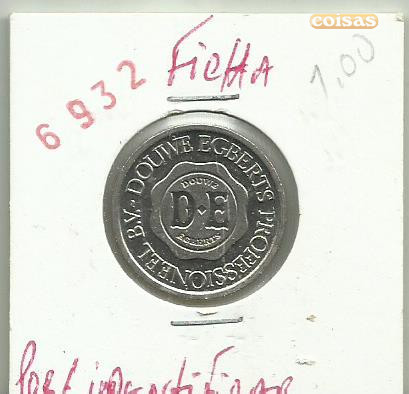 coisas
Ficha
1,00
6932
DOUWE EGBERTS PROFESSIONEEL B.V.
DOUWE
D·E
EGBERTS